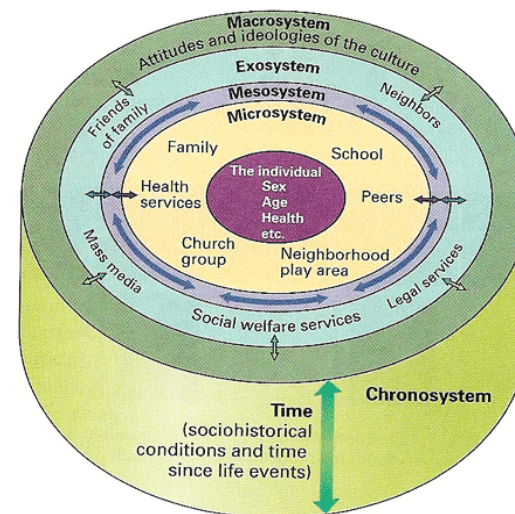 Macrosystem
Attitudes and ideologies of the culture
Exosystem
Mesosystem
Microsystem
Friends
of family
Neighbors
Family
School
The individual
Sex
Age
Health
etc.
Health
services
Peers
Church
group
Neighborhood
play area
Mass media
Legal services
Social welfare services
Chronosystem
Time
(sociohistorical
conditions and time
since life events)